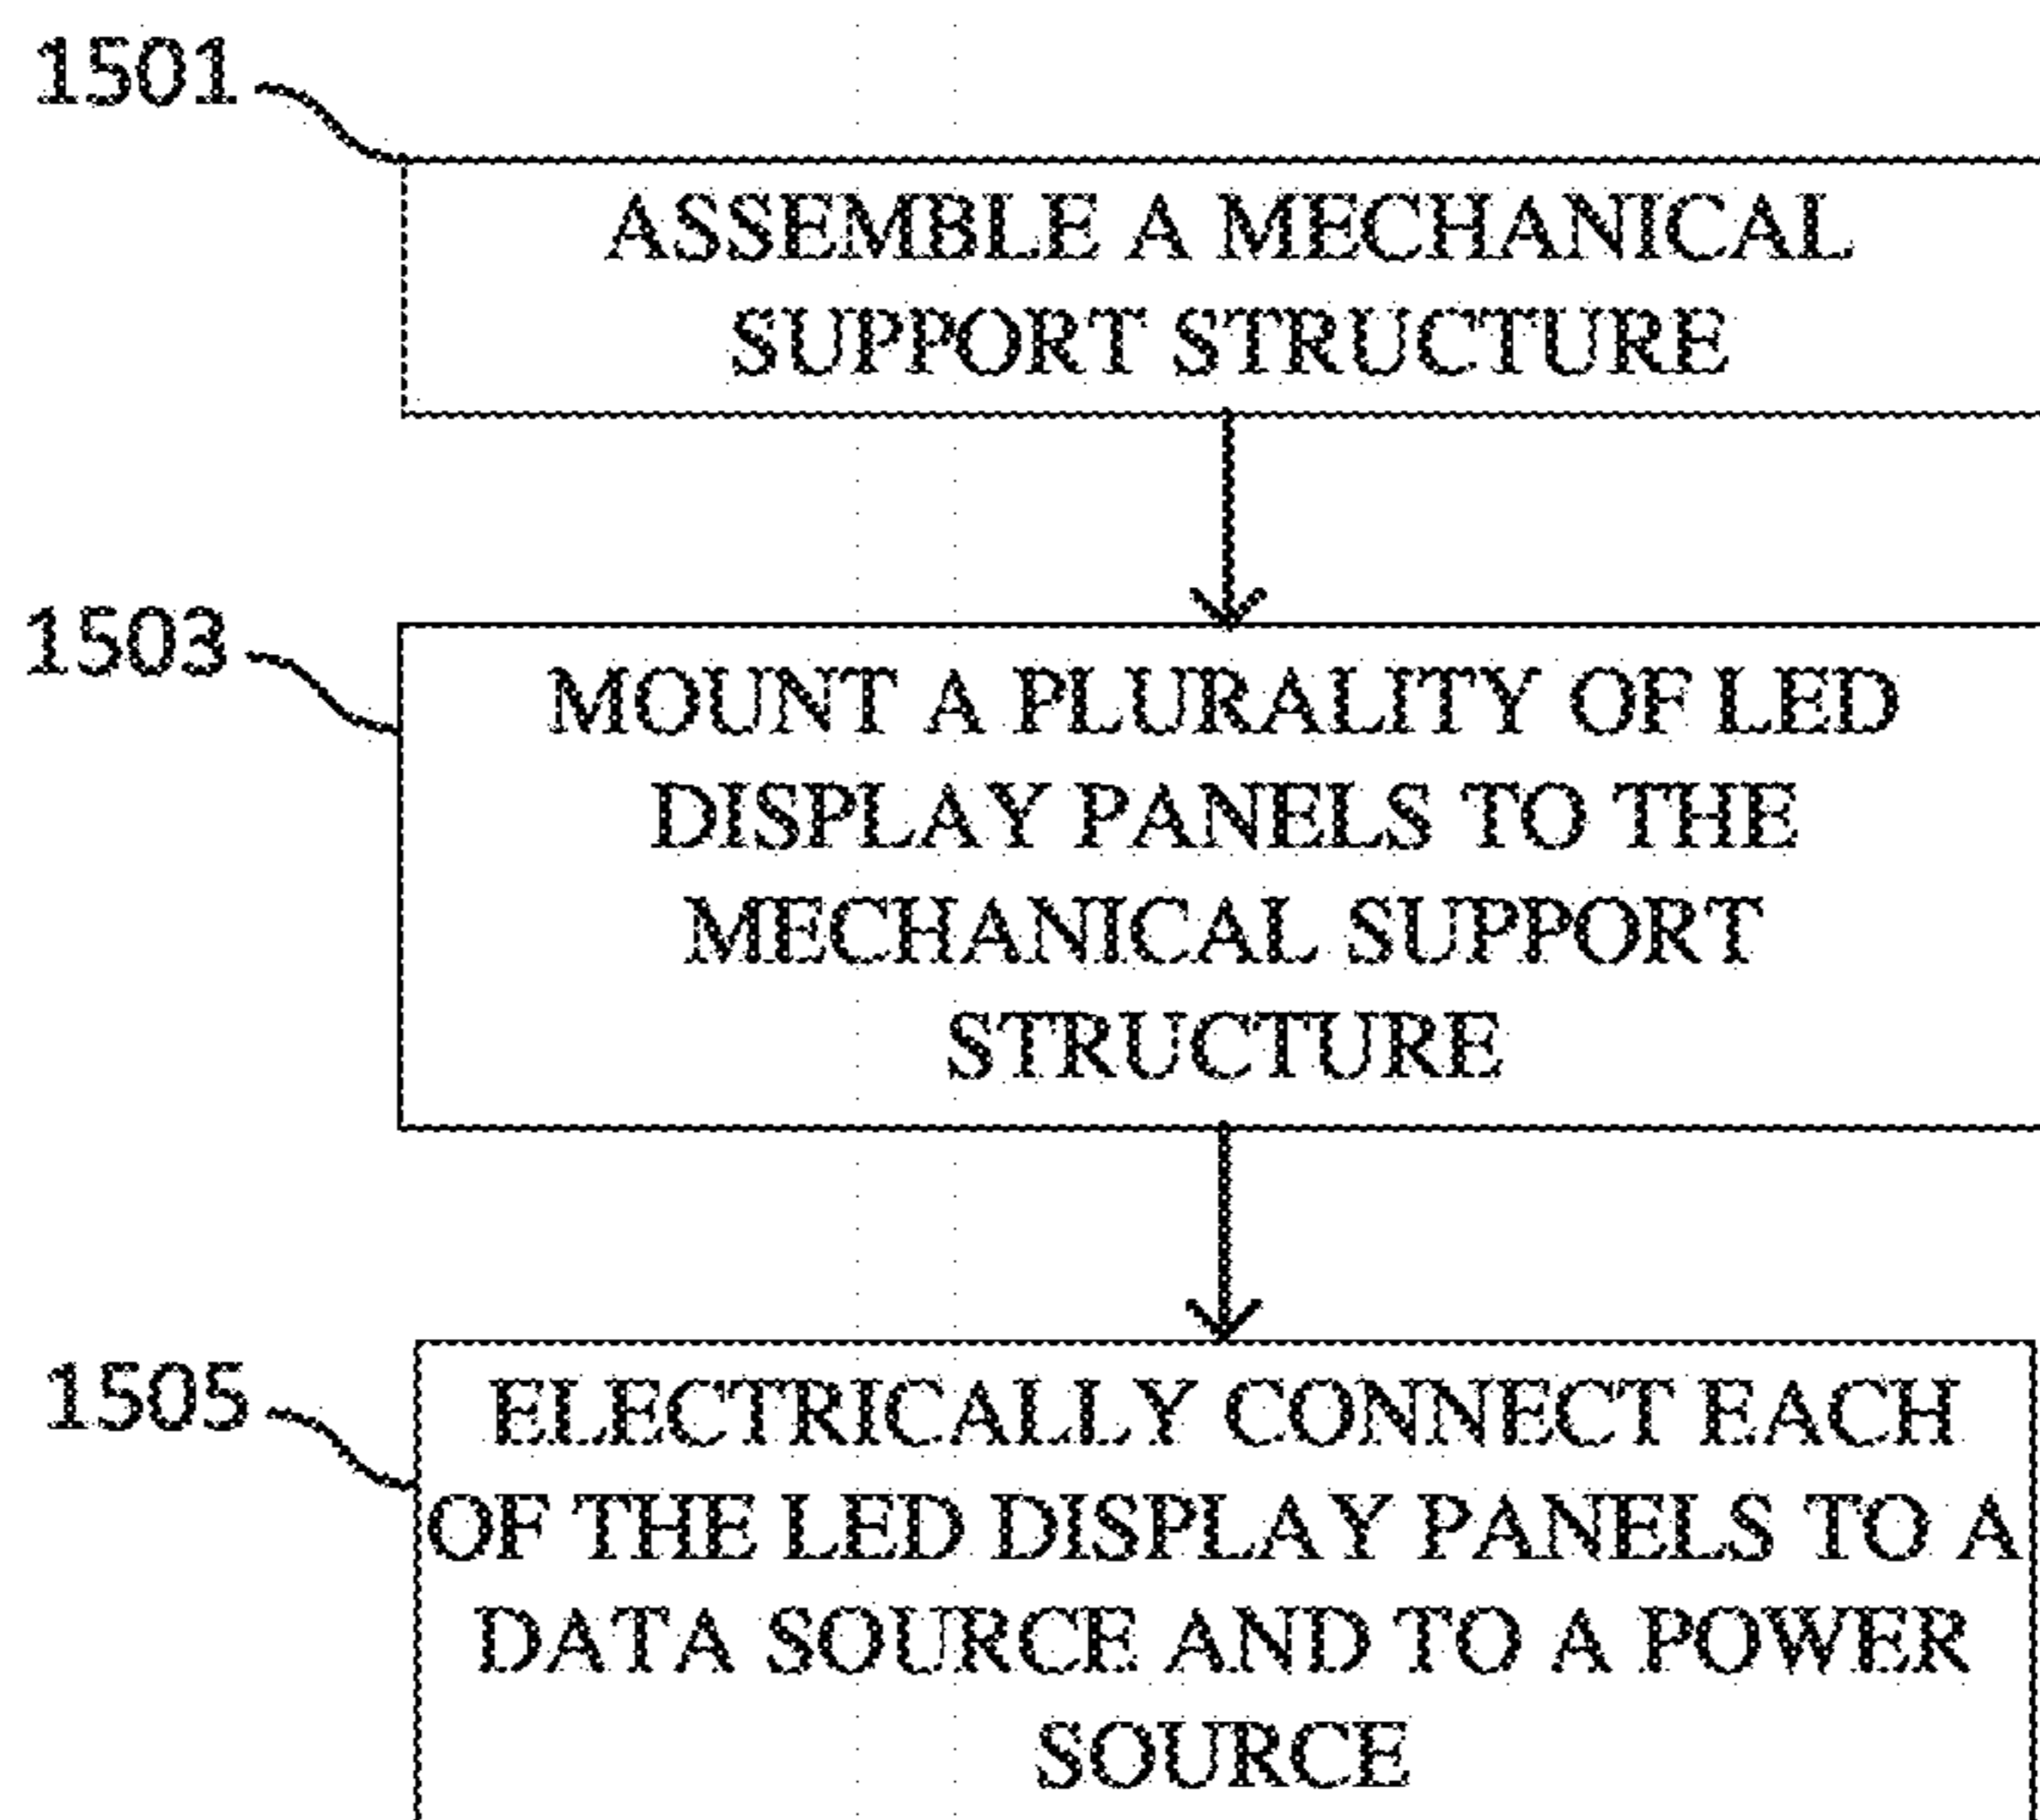 1501
ASSEMBLE A MECHANICAL
SUPPORT STRUCTURE
1503
MOUNT A PLURALITY OF LED
DISPLAY PANELS TO THE
MECHANICAL SUPPORT
STRUCTURE
1505
ELECTRICALLY CONNECT EACH
OF THE LED DISPLAY PANELS TO A
DATA SOURCE AND TO A POWER
SOURCE